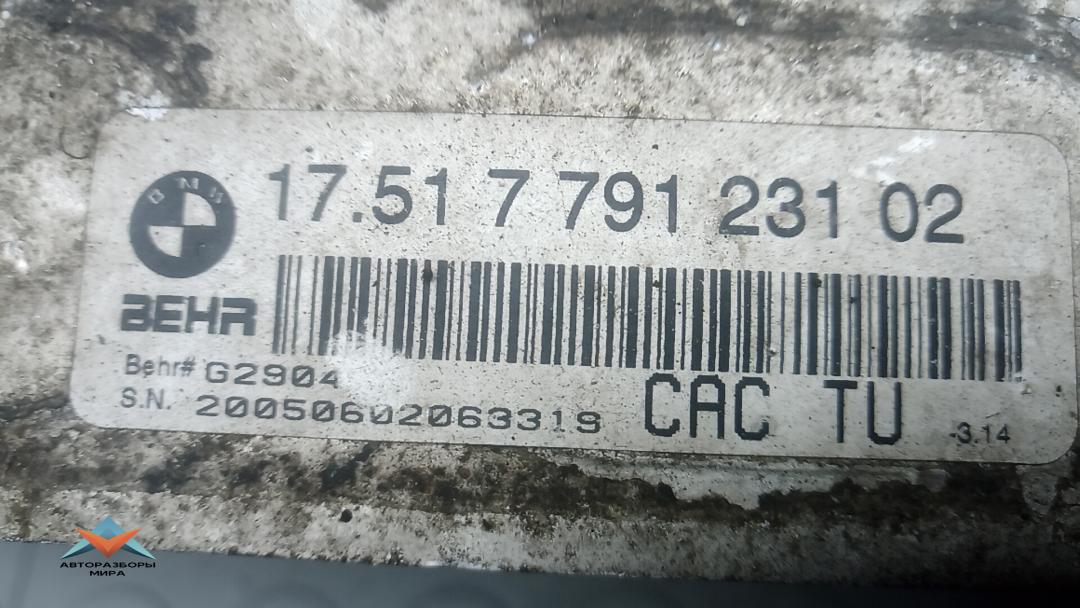 BMW
17.51 7 791 231 02
BEHR
Behr# G2904
S.N. 20050602063319
CAC TU
-3.14
АВТОРАЗБОРЫ
МИРА